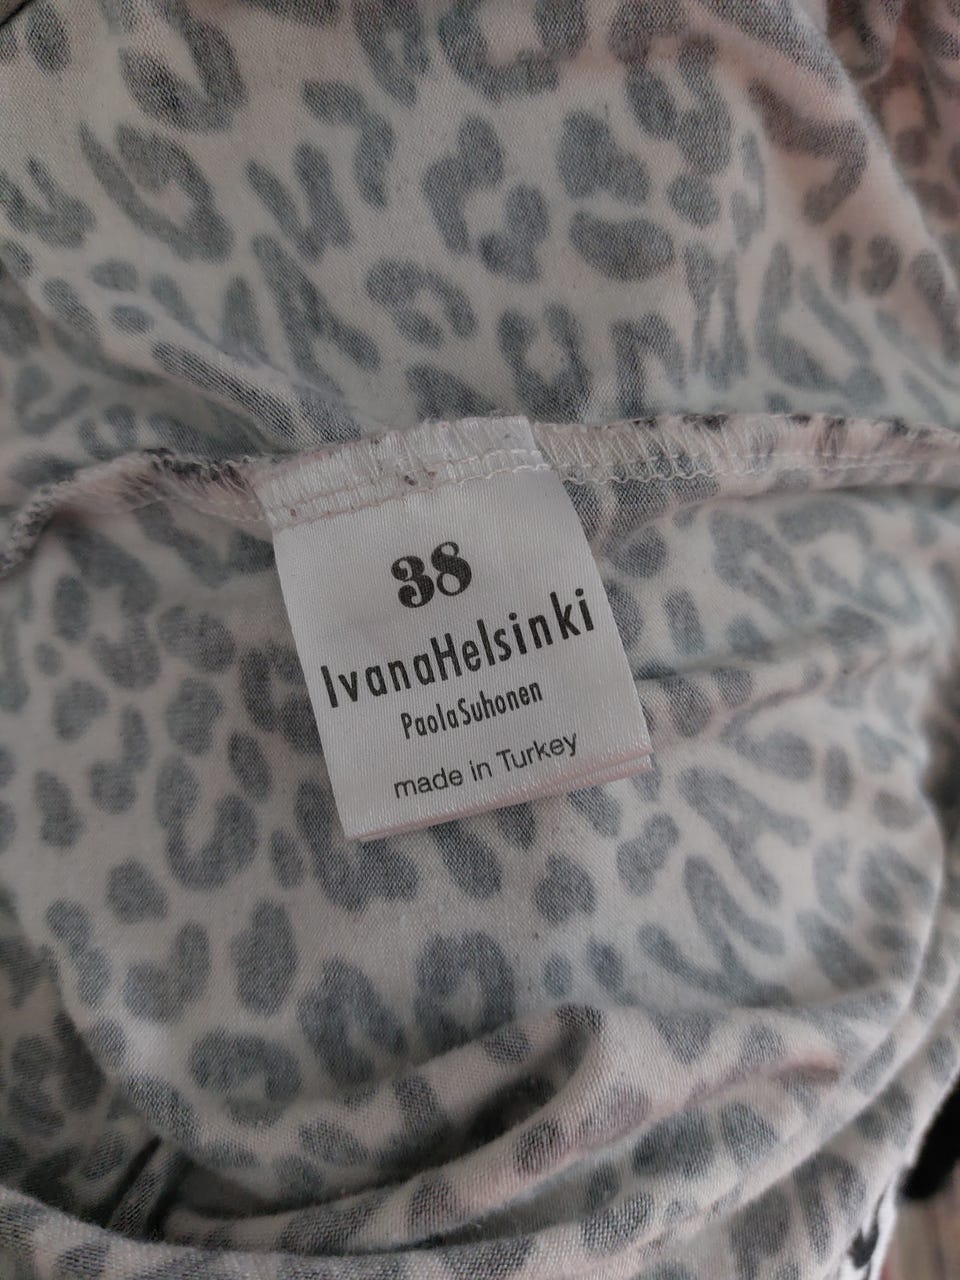 38
IvanaHelsinki
PaolaSuhonen
made in Turkey